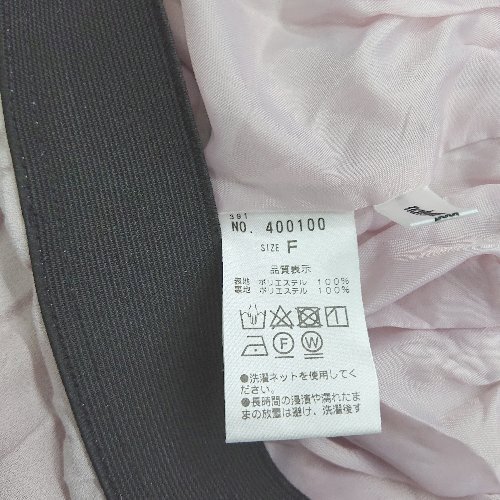 391
NO. 400100
SIZE F
品質表示
表地 ポリエステル 100%
裏地 ポリエステル 100%
F W
●洗濯ネットを使用してくだ
さい。
●長時間の浸漬や濡れたま
まの放置は避け、洗濯後す